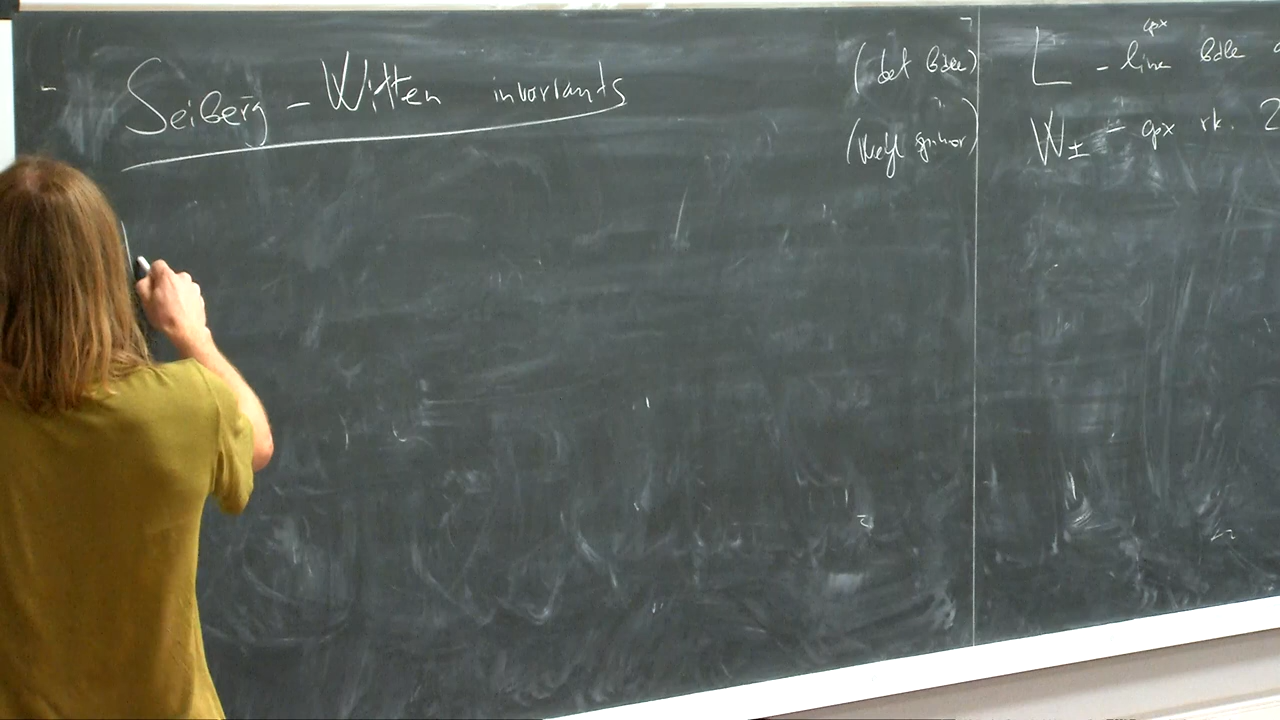 Seiberg - Witten invariants
(det bdle)
(Weyl spinor)
cpx
L - line bdle
W± - cpx rk. 2